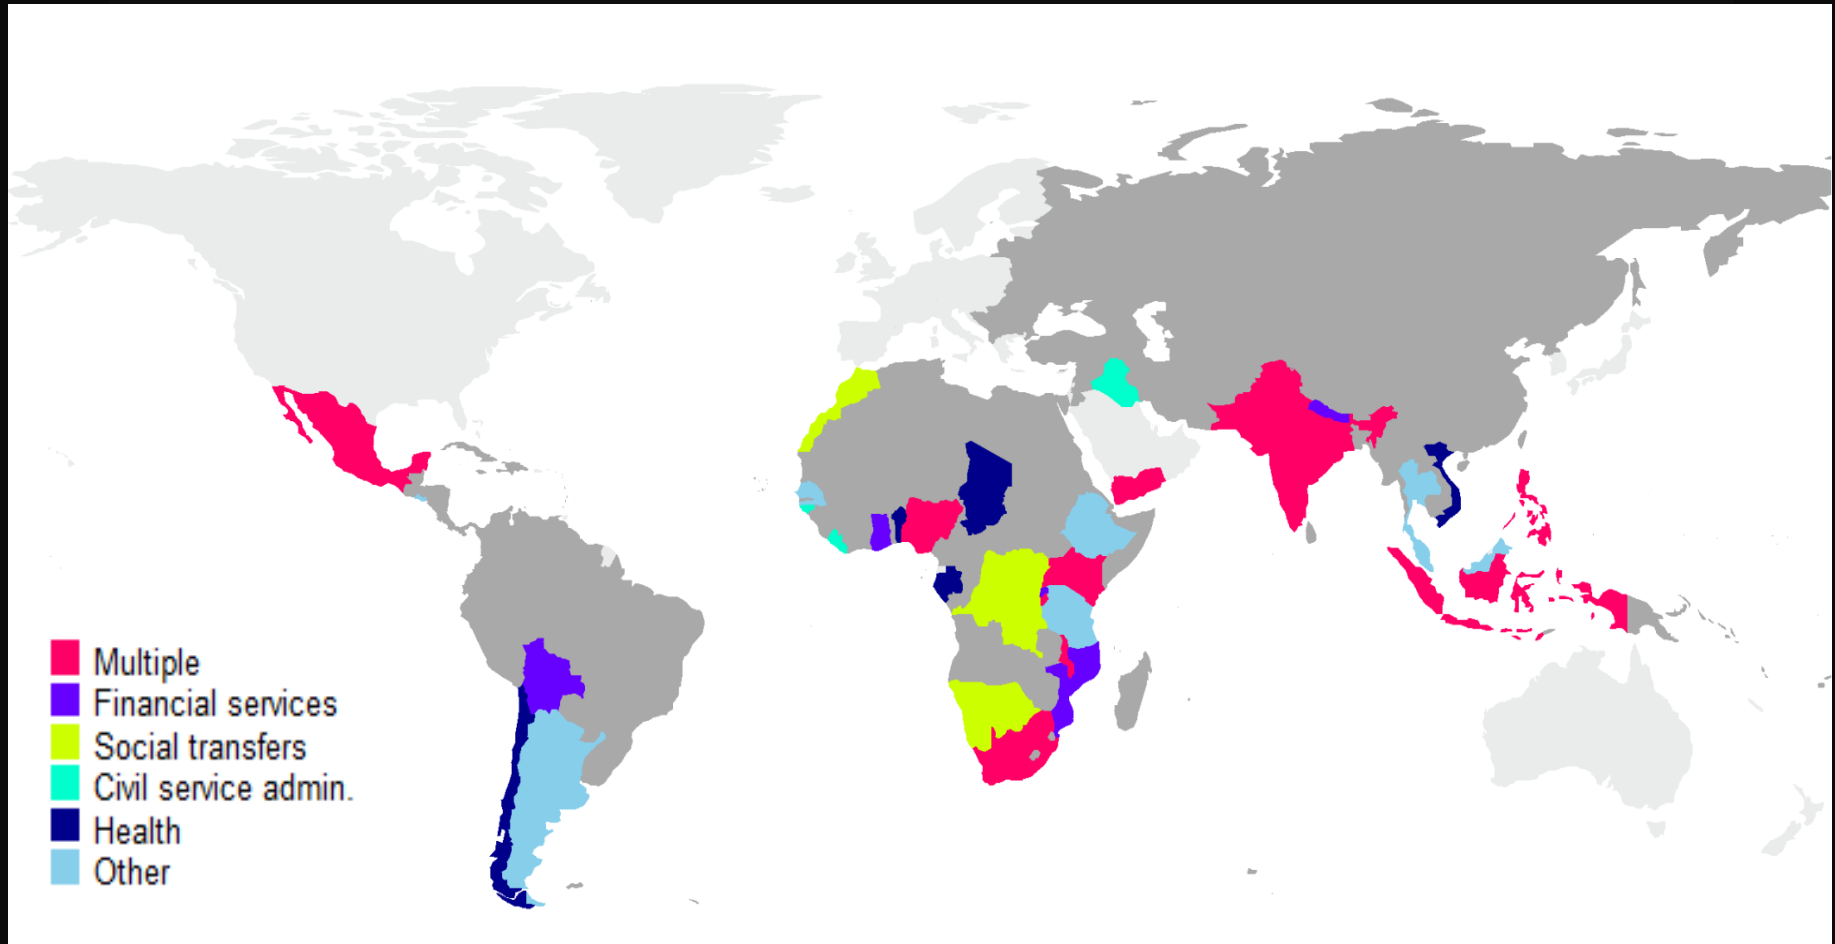 Multiple
Financial services
Social transfers
Civil service admin.
Health
Other